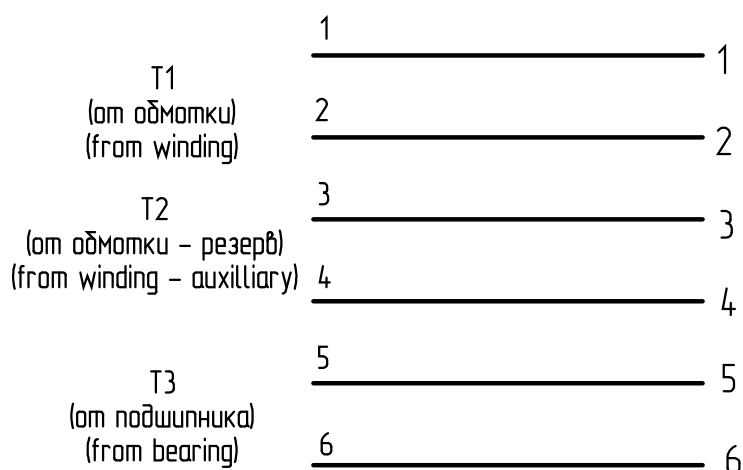 1
1
T1
(от обмотки)
(from winding)
2
2
3
3
T2
(от обмотки – резерв)
(from winding – auxilliary)
4
4
5
5
T3
(от подшипника)
(from bearing)
6
6